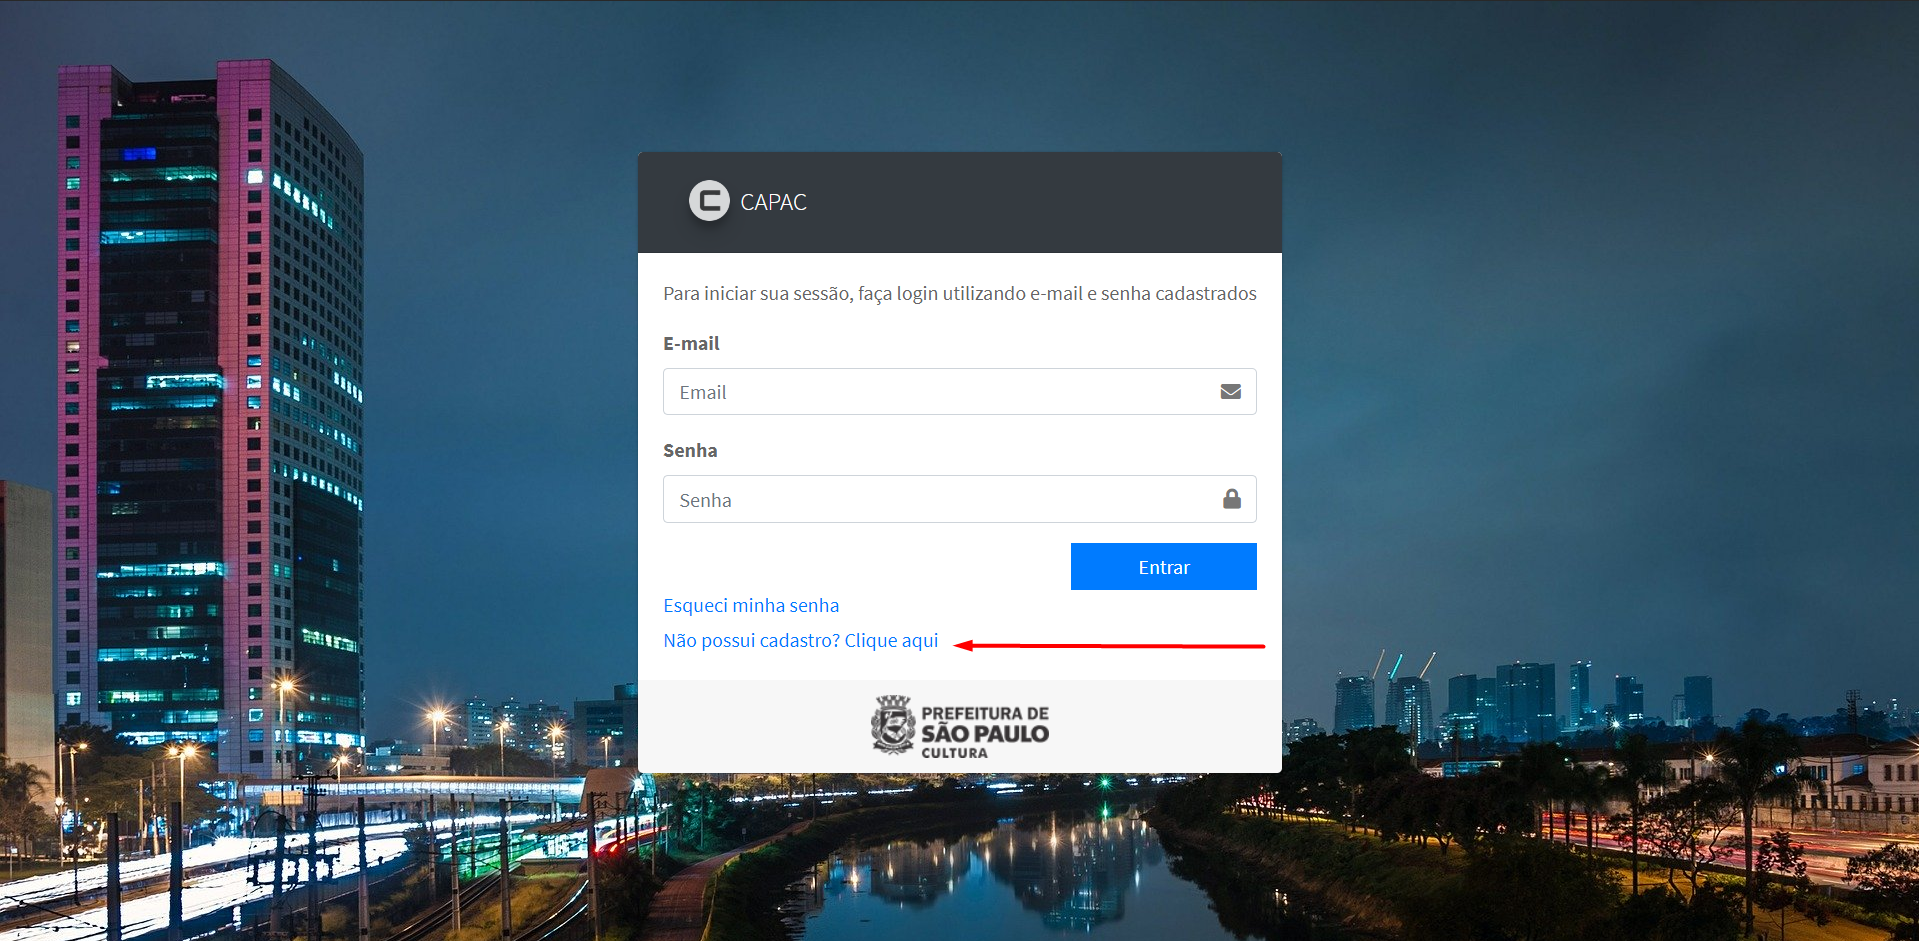 CAPAC
Para iniciar sua sessão, faça login utilizando e-mail e senha cadastrados
E-mail
Email
Senha
Senha
Entrar
Esqueci minha senha
Não possui cadastro? Clique aqui
PREFEITURA DE
SÃO PAULO
CULTURA